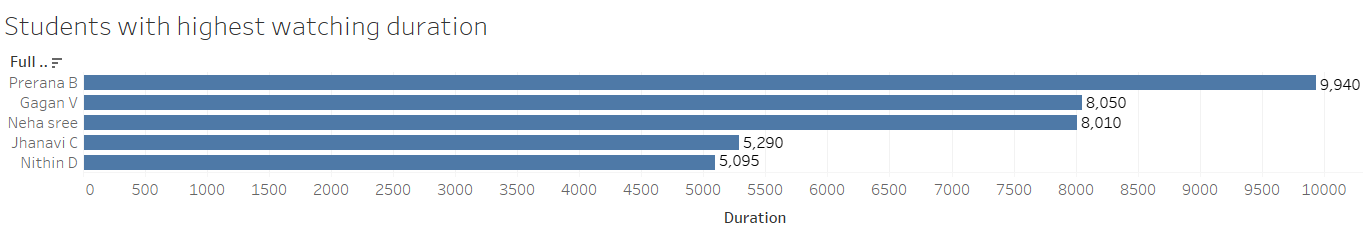 Students with highest watching duration
Full ..
Prerana B 9,940
Gagan V 8,050
Neha sree 8,010
Jhanavi C 5,290
Nithin D 5,095
0 500 1000 1500 2000 2500 3000 3500 4000 4500 5000 5500 6000 6500 7000 7500 8000 8500 9000 9500 10000
Duration